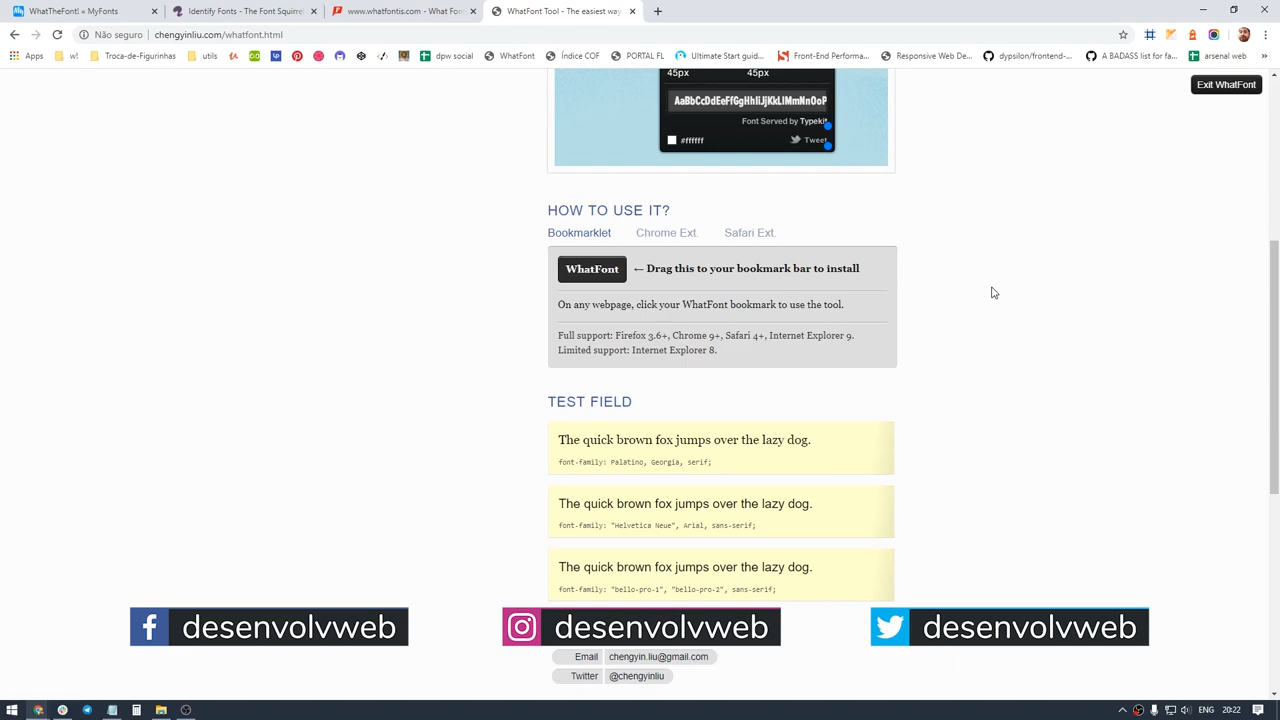 WhatTheFont! « MyFonts
Identify Fonts - The Font Squirrel
www.whatfontis.com - What Font
WhatFont Tool - The easiest way
Não seguro
chengyinliu.com/whatfont.html
Apps
w!
Troca-de-Figurinhas
utils
dpw social
WhatFont
Índice COF
PORTAL FL
Ultimate Start guid...
Front-End Performa...
Responsive Web De...
dypsilon/frontend-...
A BADASS list for fa...
arsenal web
Exit WhatFont
45px
45px
AaBbCcDdEeFfGgHhIiJjKkLlMmNnOoP
Font Served by Typekit
#ffffff
Tweet
HOW TO USE IT?
Bookmarklet
Chrome Ext.
Safari Ext.
WhatFont
← Drag this to your bookmark bar to install
On any webpage, click your WhatFont bookmark to use the tool.
Full support: Firefox 3.6+, Chrome 9+, Safari 4+, Internet Explorer 9.
Limited support: Internet Explorer 8.
TEST FIELD
The quick brown fox jumps over the lazy dog.
font-family: Palatino, Georgia, serif;
The quick brown fox jumps over the lazy dog.
font-family: "Helvetica Neue", Arial, sans-serif;
The quick brown fox jumps over the lazy dog.
font-family: "bello-pro-1", "bello-pro-2", sans-serif;
desenvolvweb
desenvolvweb
desenvolvweb
Email
chengyin.liu@gmail.com
Twitter
@chengyinliu
ENG
20:22